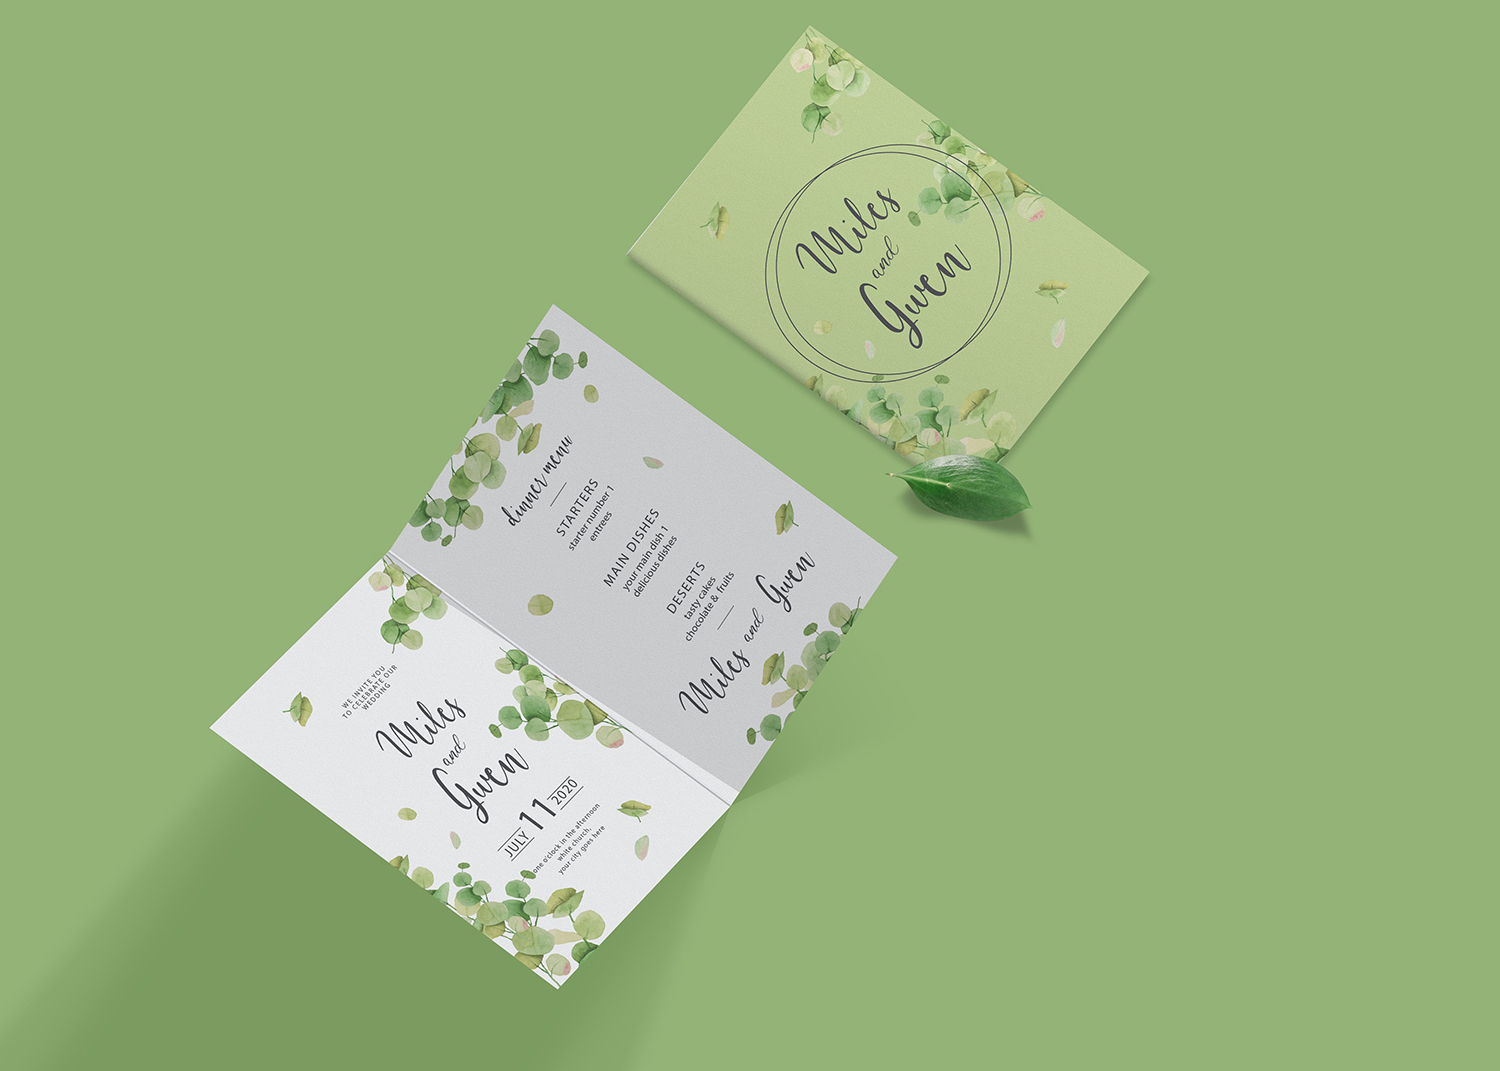 Miles
and
Gwen
dinner menu
STARTERS
starter number 1
entrees
MAIN DISHES
your main dish 1
delicious dishes
DESERTS
tasty cakes
chocolate & fruits
Miles and Gwen
WE INVITE YOU
TO CELEBRATE OUR
WEDDING
Miles
and
Gwen
JULY 11 2020
one o'clock in the afternoon
white church,
your city goes here